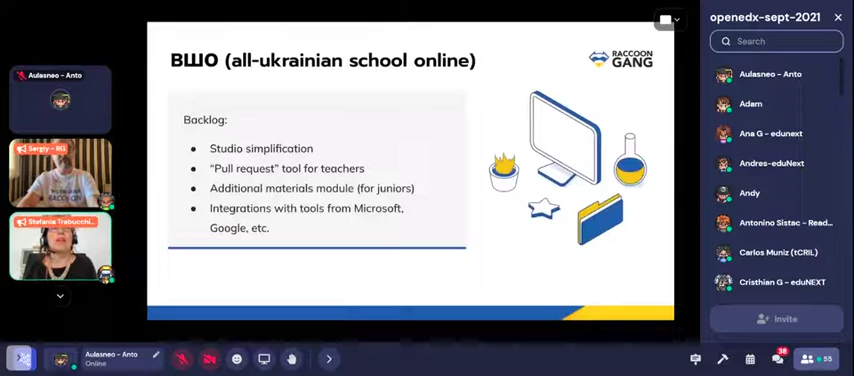 openedx-sept-2021
Search
Aulasneo - Anto
Sergiy - RG
Stefania Trabucchi...
ВШО (all-ukrainian school online)
RACCOON
GANG
Backlog:
● Studio simplification
● "Pull request" tool for teachers
● Additional materials module (for juniors)
● Integrations with tools from Microsoft,
Google, etc.
Aulasneo - Anto
Adam
Ana G - edunext
Andres-eduNext
Andy
Antonino Sistac - Read...
Carlos Muniz (tCRIL)
Cristhian G - eduNEXT
Invite
Aulasneo - Anto
Online
38
55